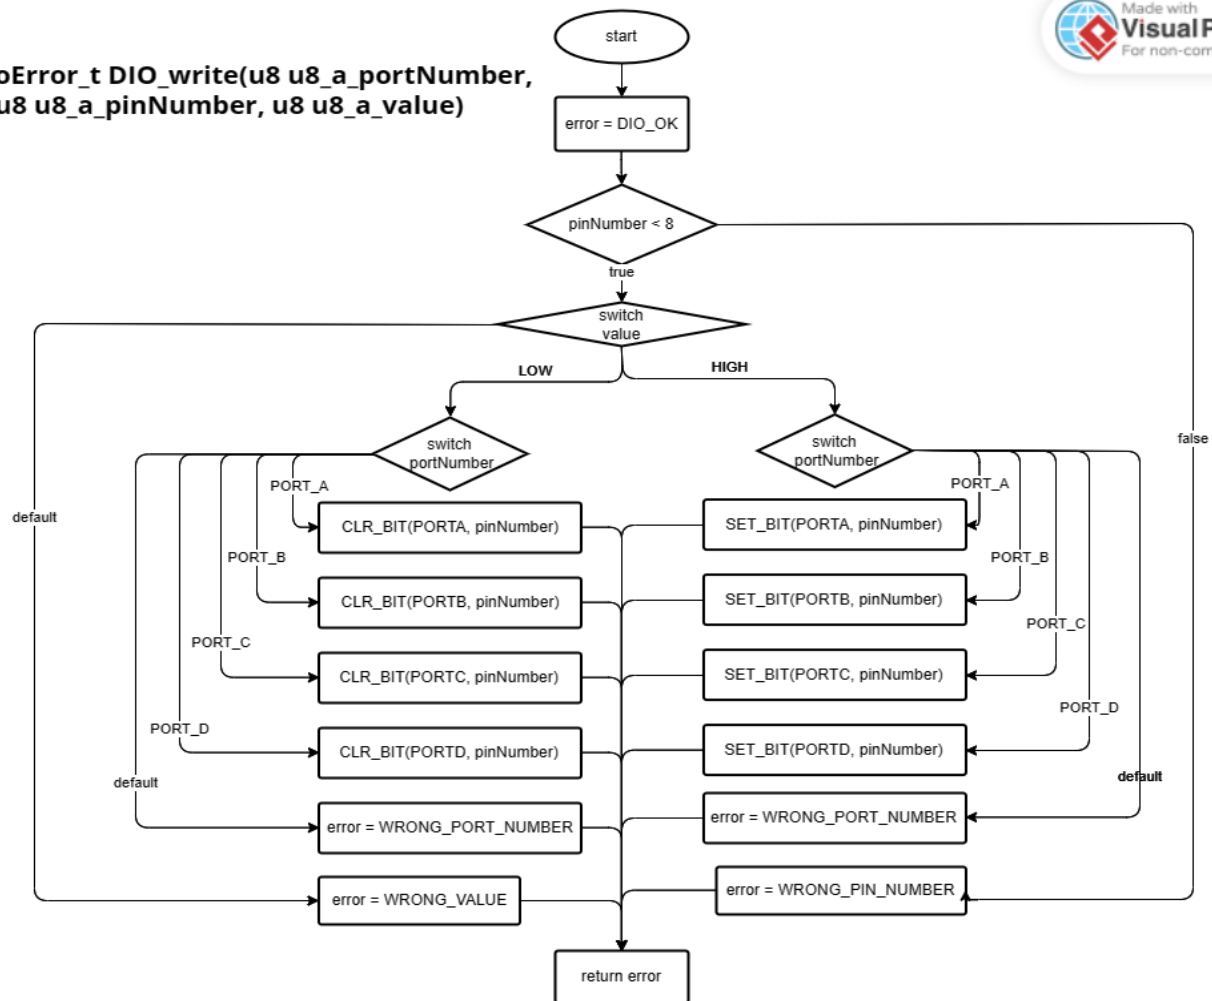 Made with
Visual P
For non-com
start
oError_t DIO_write(u8 u8_a_portNumber,
u8 u8_a_pinNumber, u8 u8_a_value)
error = DIO_OK
pinNumber < 8
true
switch
value
LOW
HIGH
false
default
switch
portNumber
PORT_A
CLR_BIT(PORTA, pinNumber)
PORT_B
CLR_BIT(PORTB, pinNumber)
PORT_C
CLR_BIT(PORTC, pinNumber)
PORT_D
CLR_BIT(PORTD, pinNumber)
default
error = WRONG_PORT_NUMBER
error = WRONG_VALUE
switch
portNumber
PORT_A
SET_BIT(PORTA, pinNumber)
PORT_B
SET_BIT(PORTB, pinNumber)
PORT_C
SET_BIT(PORTC, pinNumber)
PORT_D
SET_BIT(PORTD, pinNumber)
default
error = WRONG_PORT_NUMBER
error = WRONG_PIN_NUMBER
return error